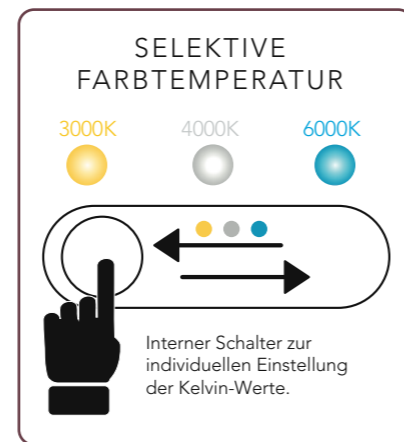 SELEKTIVE
FARBTEMPERATUR
3000K 4000K 6000K
Interner Schalter zur
individuellen Einstellung
der Kelvin-Werte.